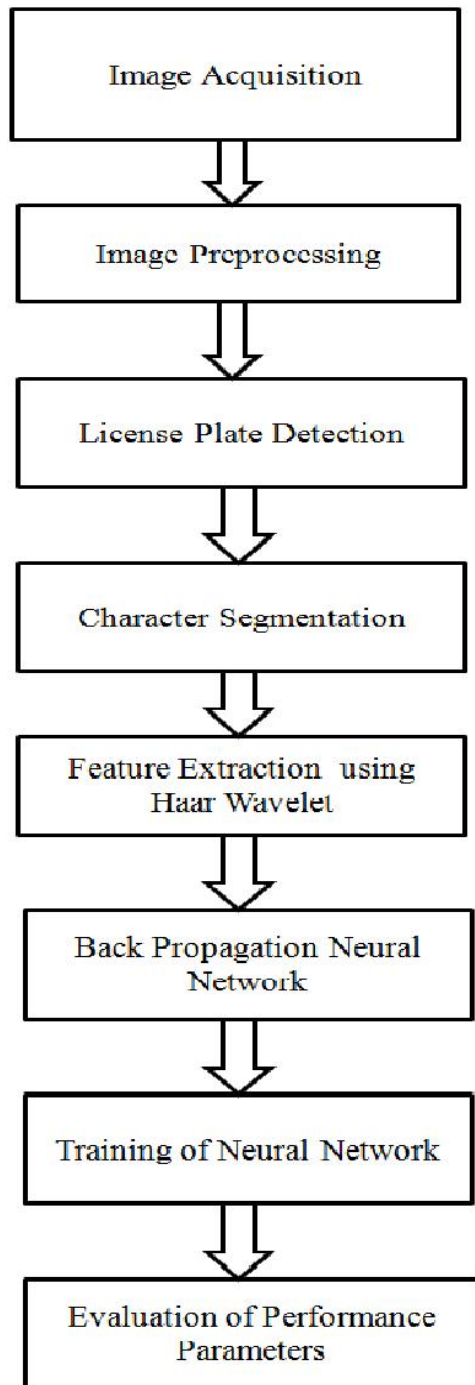 Image Acquisition
Image Preprocessing
License Plate Detection
Character Segmentation
Feature Extraction using
Haar Wavelet
Back Propagation Neural
Network
Training of Neural Network
Evaluation of Performance
Parameters